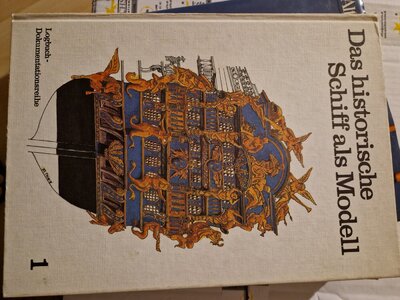 Das historische
Schiff als Modell
Logbuch-
Dokumentationsreihe
1